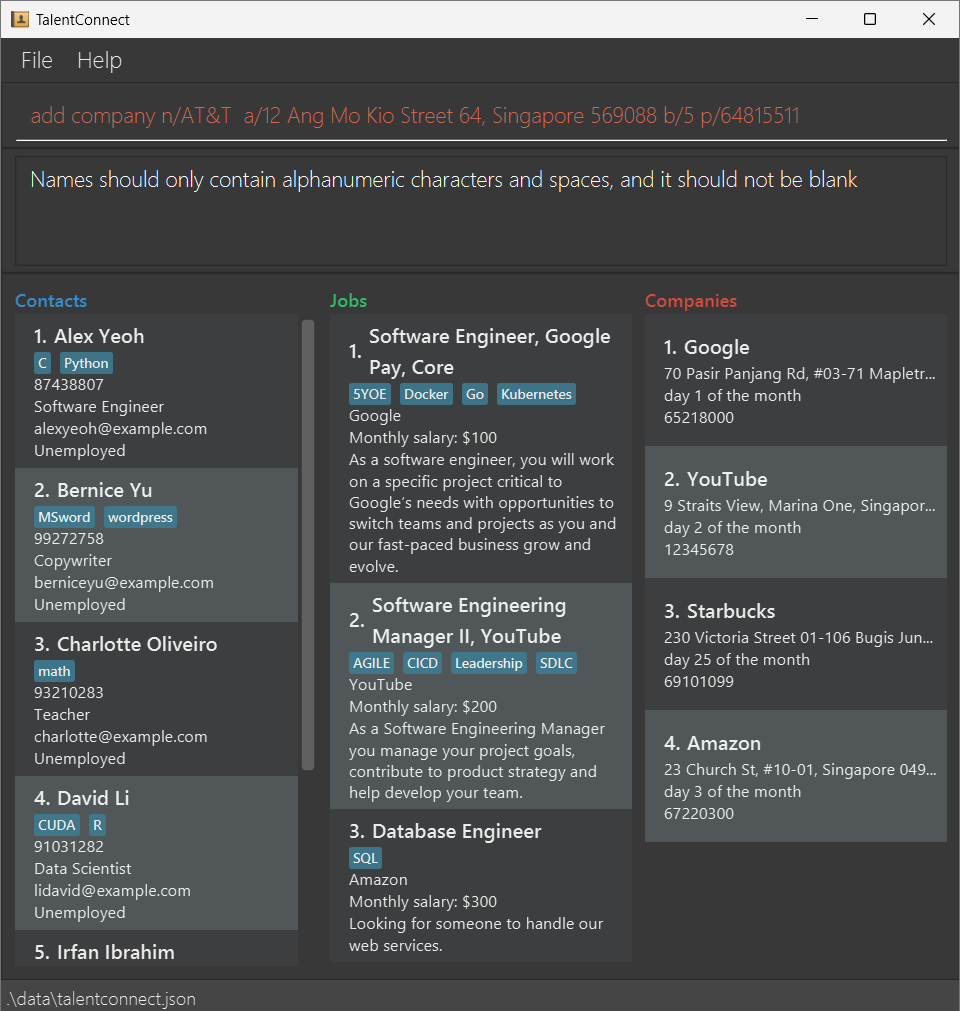 TalentConnect
File Help
add company n/AT&T  a/12 Ang Mo Kio Street 64, Singapore 569088 b/5 p/64815511
Names should only contain alphanumeric characters and spaces, and it should not be blank
Contacts
1. Alex Yeoh
C Python
87438807
Software Engineer
alexyeoh@example.com
Unemployed
2. Bernice Yu
MSword wordpress
99272758
Copywriter
berniceyu@example.com
Unemployed
3. Charlotte Oliveiro
math
93210283
Teacher
charlotte@example.com
Unemployed
4. David Li
CUDA R
91031282
Data Scientist
lidavid@example.com
Unemployed
5. Irfan Ibrahim
Jobs
1. Software Engineer, Google
Pay, Core
5YOE Docker Go Kubernetes
Google
Monthly salary: $100
As a software engineer, you will work
on a specific project critical to
Google's needs with opportunities to
switch teams and projects as you and
our fast-paced business grow and
evolve.
2. Software Engineering
Manager II, YouTube
AGILE CICD Leadership SDLC
YouTube
Monthly salary: $200
As a Software Engineering Manager
you manage your project goals,
contribute to product strategy and
help develop your team.
3. Database Engineer
SQL
Amazon
Monthly salary: $300
Looking for someone to handle our
web services.
Companies
1. Google
70 Pasir Panjang Rd, #03-71 Mapletr...
day 1 of the month
65218000
2. YouTube
9 Straits View, Marina One, Singapor...
day 2 of the month
12345678
3. Starbucks
230 Victoria Street 01-106 Bugis Jun...
day 25 of the month
69101099
4. Amazon
23 Church St, #10-01, Singapore 049...
day 3 of the month
67220300
.\data\talentconnect.json